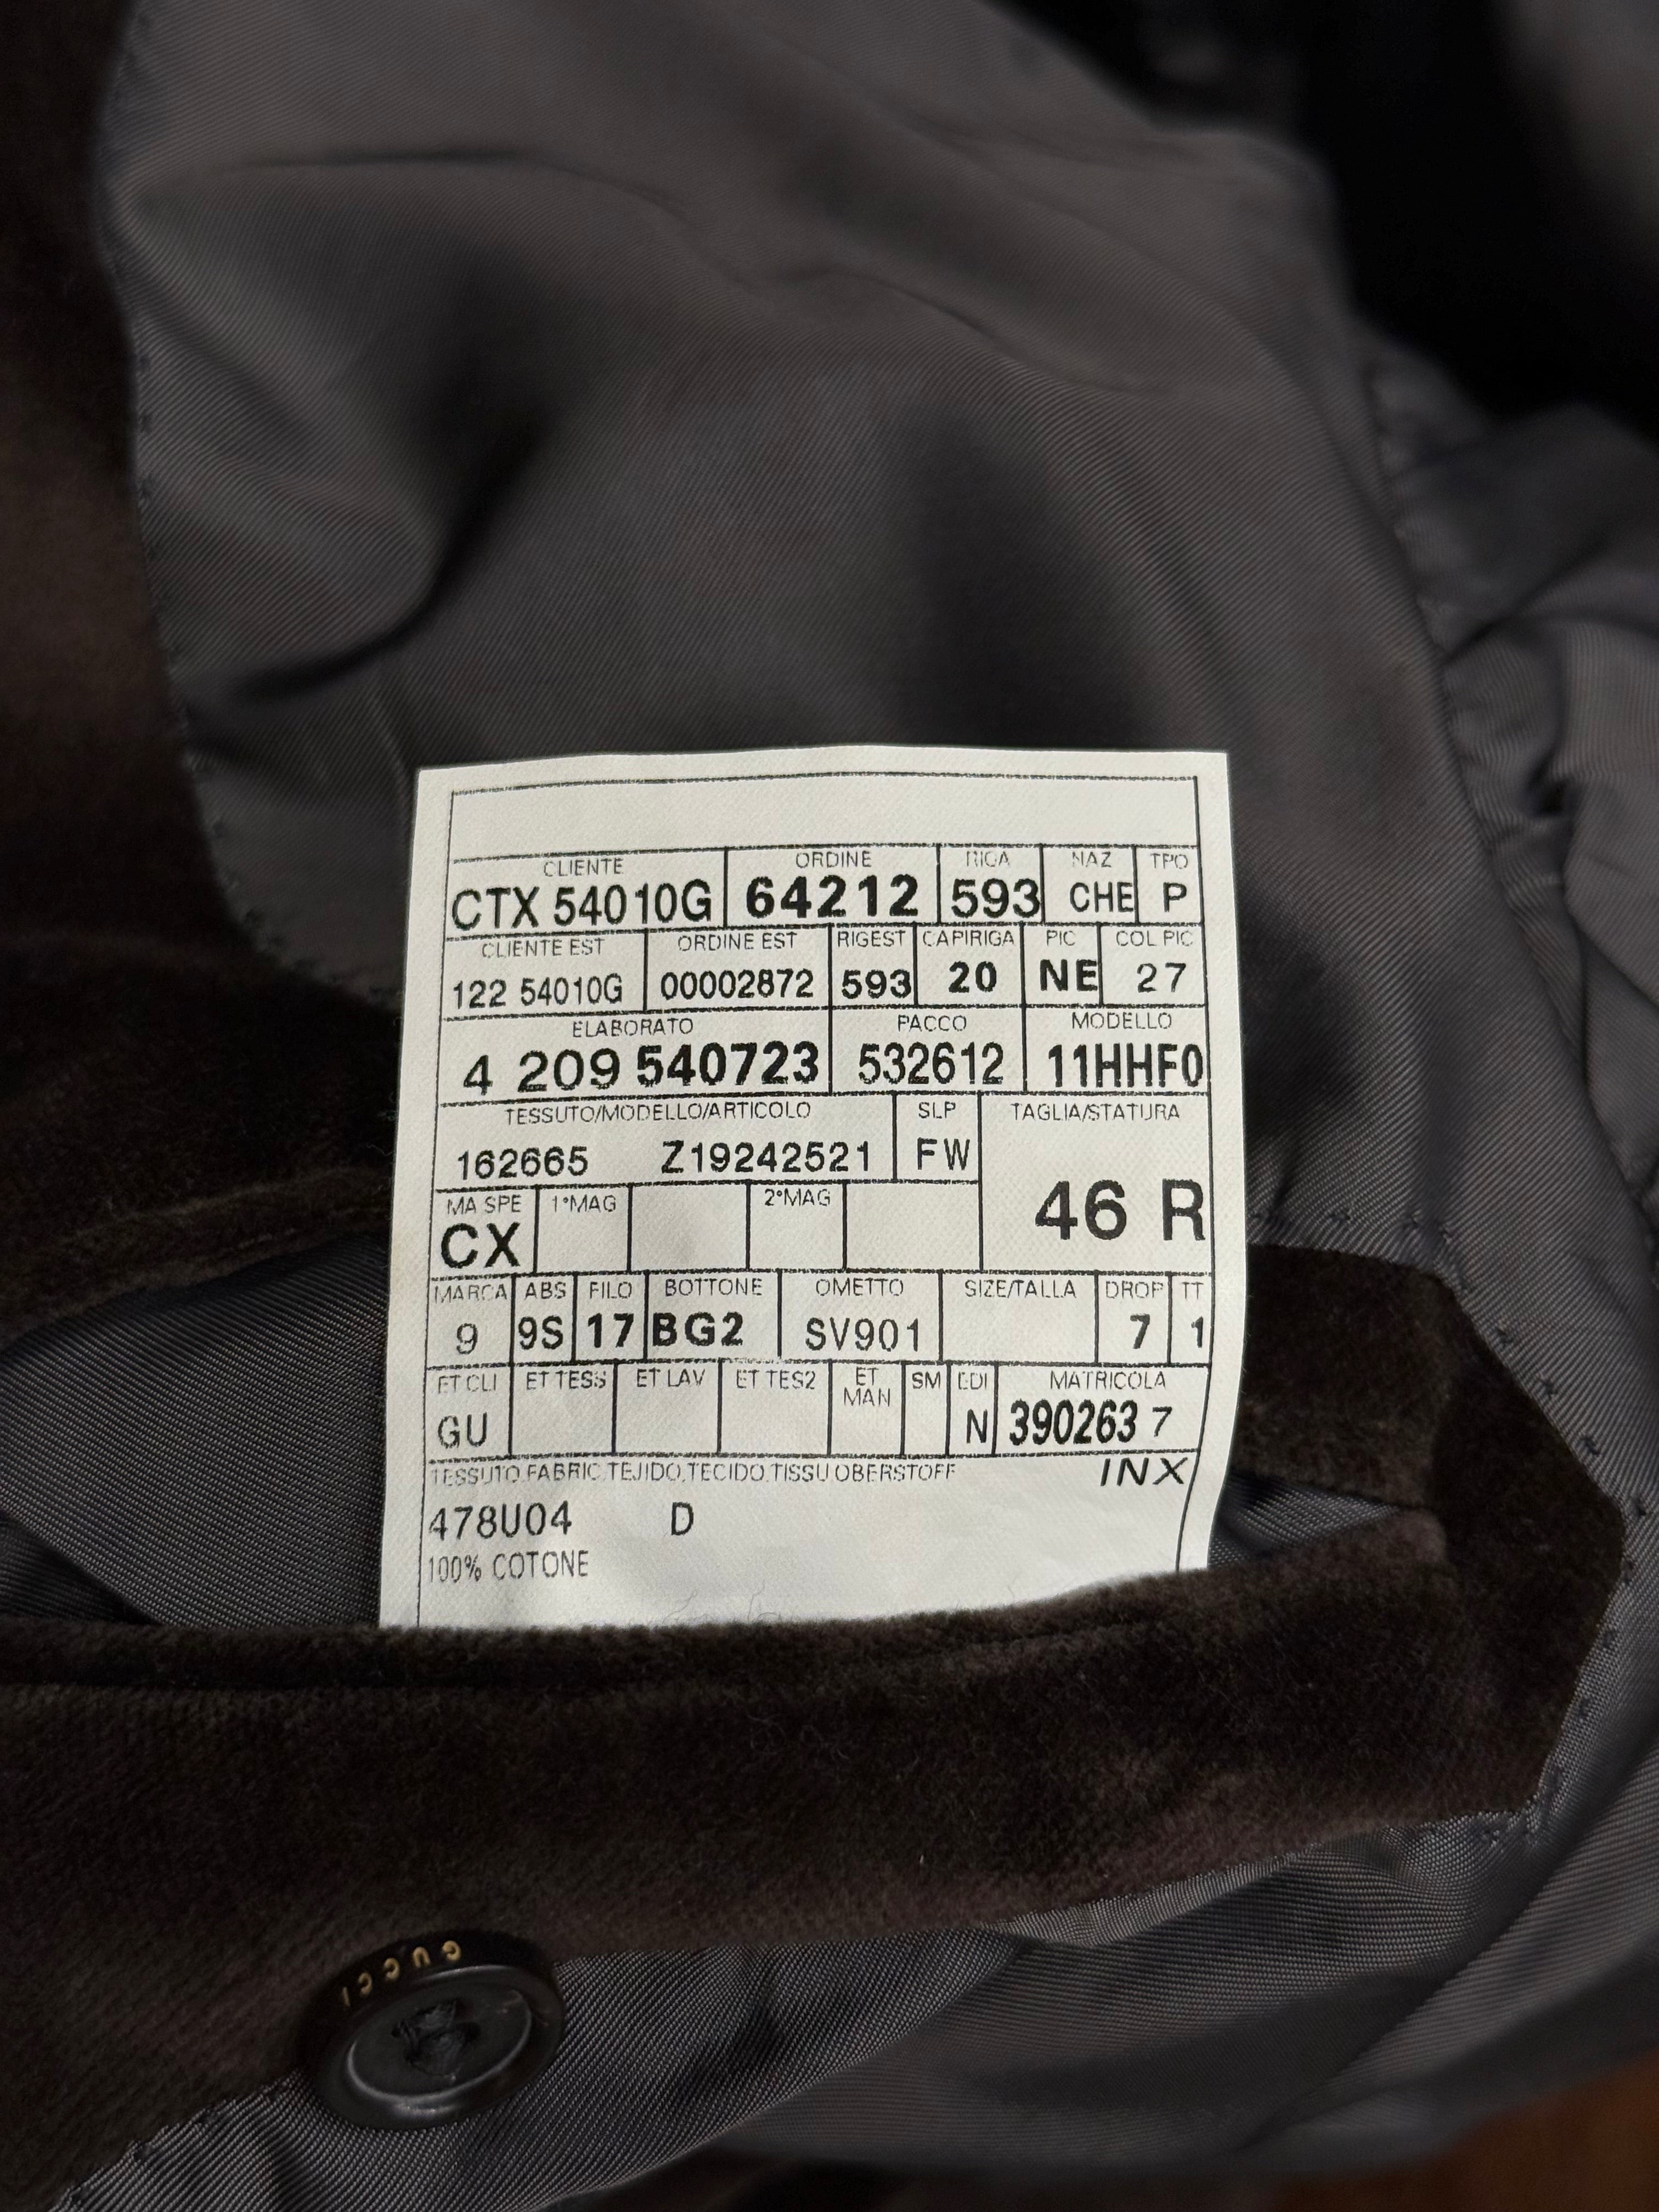 CLIENTE ORDINE RIGA NAZ TPO
CTX 54010G 64212 593 CHE P
CLIENTE EST ORDINE EST RIGEST CAPIRIGA PIC COL PIC
122 54010G 00002872 593 20 NE 27
ELABORATO PACCO MODELLO
4 209 540723 532612 11HHF0
TESSUTO/MODELLO/ARTICOLO SLP TAGLIA/STATURA
162665 Z19242521 FW
46 R
MA SPE 1°MAG 2°MAG
CX
MARCA ABS FILO BOTTONE OMETTO SIZE/TALLA DROP TT
9 9S 17 BG2 SV901 7 1
ET CLI ET TESS ET LAV ET TES2 ET MAN SM EDI MATRICOLA
GU N 390263 7
TESSUTO,FABRIC,TEJIDO,TECIDO,TISSU,OBERSTOFF INX
478U04 D
100% COTONE
GUCCI